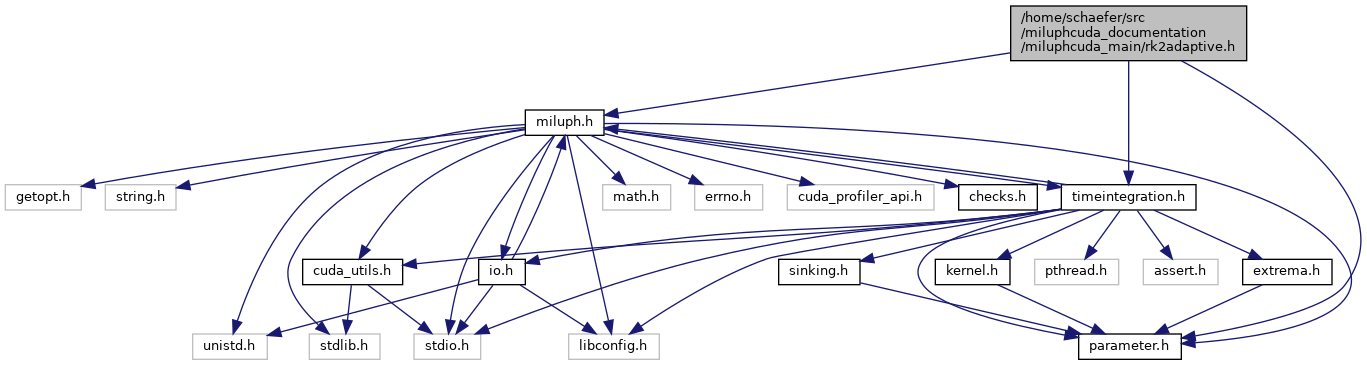 /home/schaefer/src
/miluphcuda_documentation
/miluphcuda_main/rk2adaptive.h
miluph.h
getopt.h
string.h
math.h
errno.h
cuda_profiler_api.h
checks.h
timeintegration.h
cuda_utils.h
io.h
sinking.h
kernel.h
pthread.h
assert.h
extrema.h
unistd.h
stdlib.h
stdio.h
libconfig.h
parameter.h